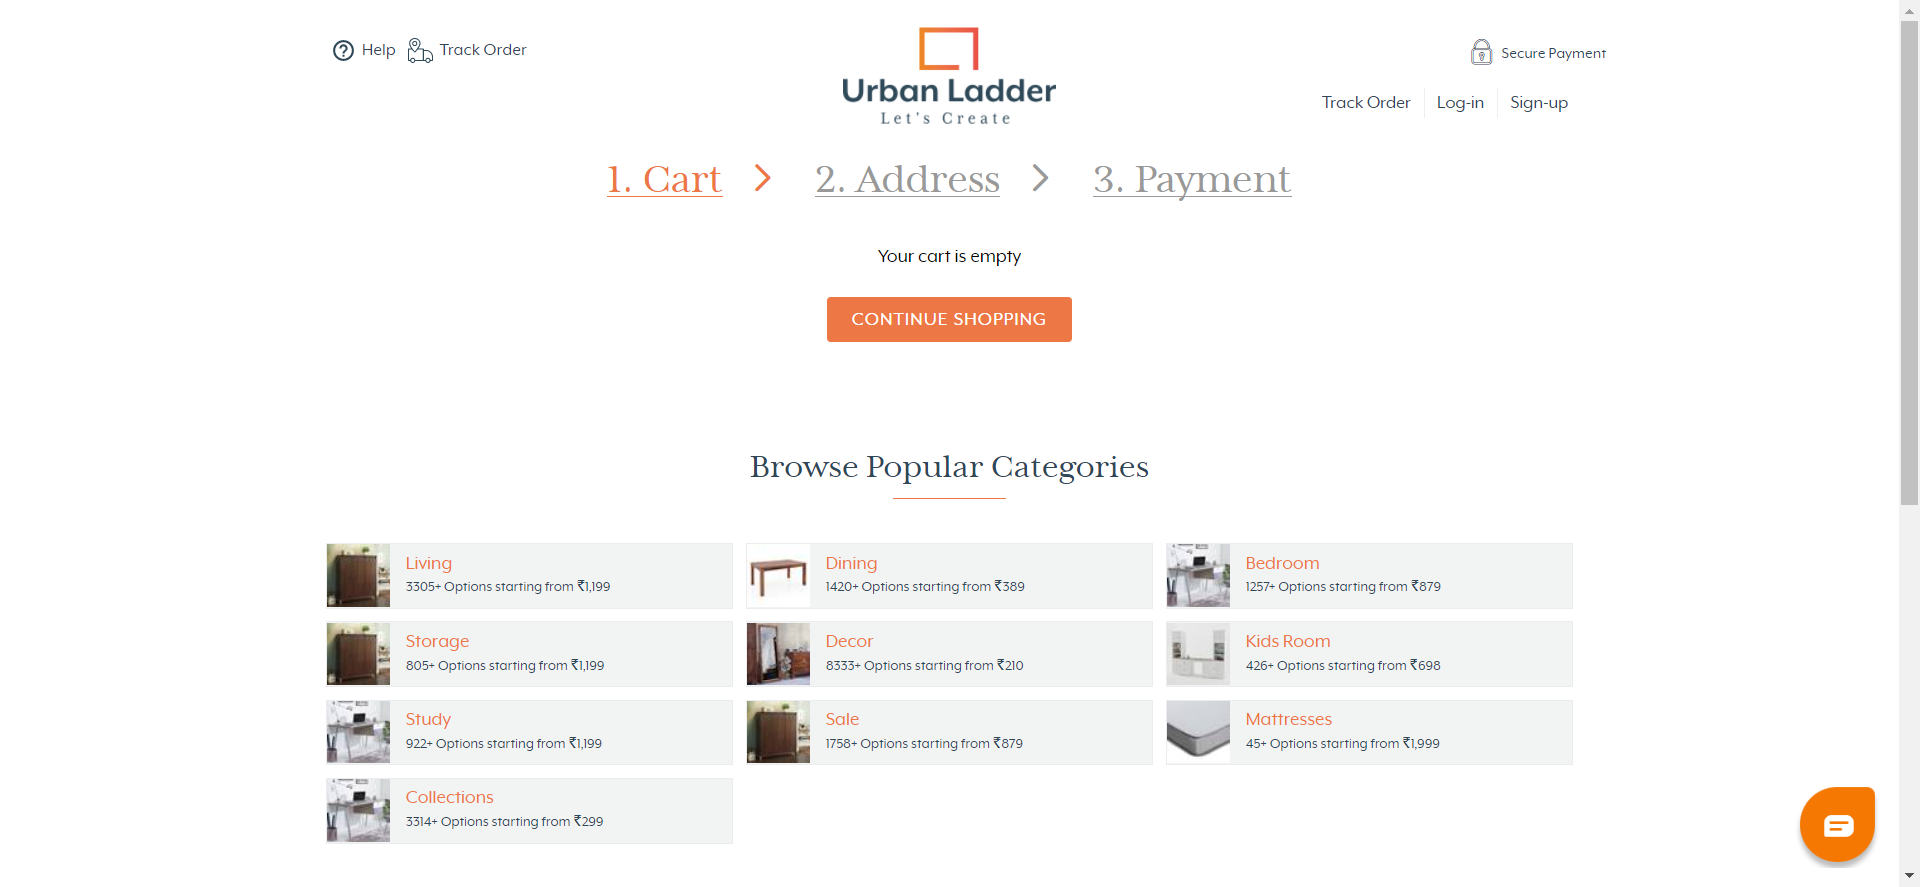 Help
Track Order
Urban Ladder
Let's Create
Secure Payment
Track Order
Log-in
Sign-up
1. Cart
2. Address
3. Payment
Your cart is empty
CONTINUE SHOPPING
Browse Popular Categories
Living
3305+ Options starting from ₹1,199
Dining
1420+ Options starting from ₹389
Bedroom
1257+ Options starting from ₹879
Storage
805+ Options starting from ₹1,199
Decor
8333+ Options starting from ₹210
Kids Room
426+ Options starting from ₹698
Study
922+ Options starting from ₹1,199
Sale
1758+ Options starting from ₹879
Mattresses
45+ Options starting from ₹1,999
Collections
3314+ Options starting from ₹299